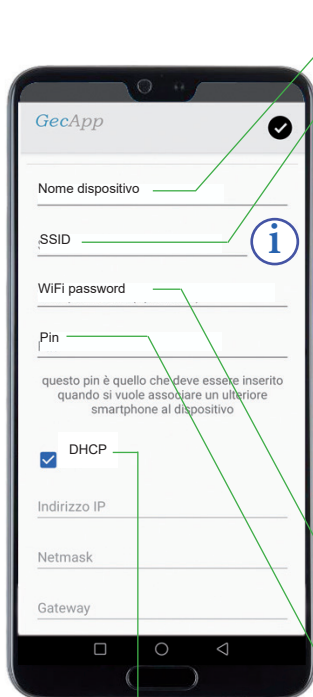 GecApp
Nome dispositivo
SSID
i
WiFi password
Pin
questo pin è quello che deve essere inserito
quando si vuole associare un ulteriore
smartphone al dispositivo
DHCP
Indirizzo IP
Netmask
Gateway